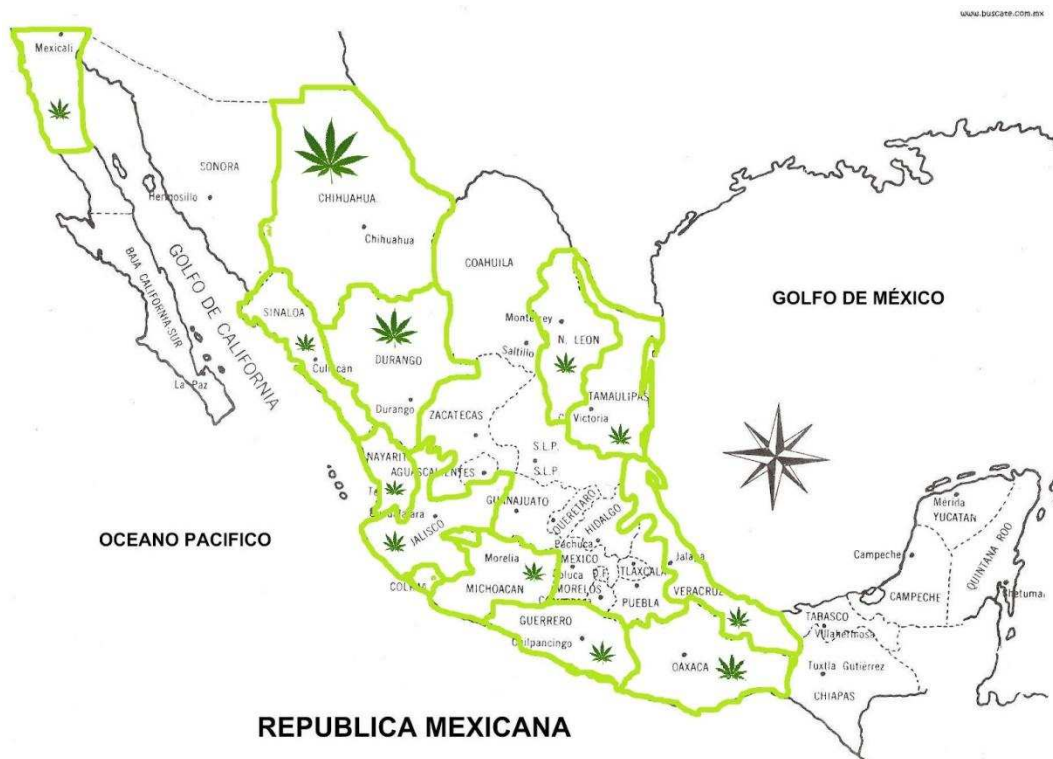 www.buscate.com.mx
Mexicali
SONORA
Hermosillo
CHIHUAHUA
Chihuahua
COAHUILA
GOLFO DE CALIFORNIA
BAJA CALIFORNIA-SUR
La Paz
SINALOA
Culiacan
DURANGO
Durango
Monterrey
N. LEON
Saltillo
GOLFO DE MÉXICO
TAMAULIPAS
C. Victoria
ZACATECAS
S.L.P.
S.L.P.
NAYARIT
AGUASCALIENTES
GUANAJUATO
QUERETARO
HIDALGO
JALISCO
OCEANO PACIFICO
Morelia
MICHOACAN
Pachuca
MEXICO
Toluca
D.F.
TLAXCALA
Jalapa
MORELOS
PUEBLA
VERACRUZ
GUERRERO
Chilpancingo
OAXACA
Mérida
YUCATAN
QUINTANA ROO
Campeche
CAMPECHE
Chetumal
TABASCO
Villahermosa
Tuxtla Gutiérrez
CHIAPAS
REPUBLICA MEXICANA